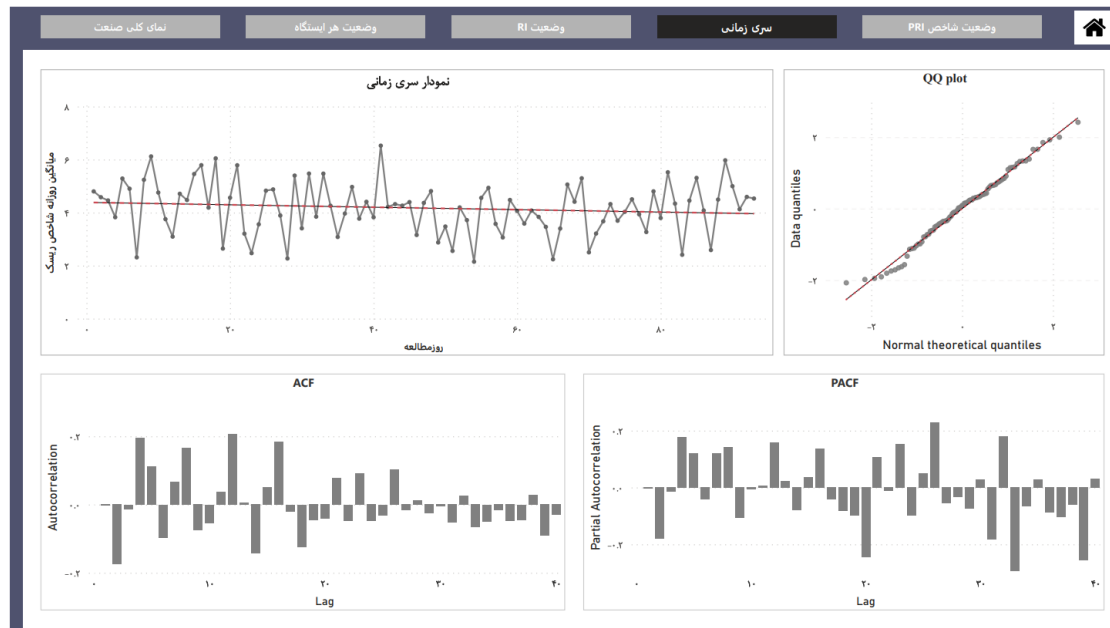 وضعیت شاخص PRI
سری زمانی
وضعیت RI
وضعیت هر ایستگاه
نمای کلی صنعت
نمودار سری زمانی
میانگین روزانه شاخص ریسک
۸
۶
۴
۲
۰
۰ ۲۰ ۴۰ ۶۰ ۸۰
روزمطالعه
QQ plot
Data quantiles
۲
۰
-۲
-۲ ۰ ۲
Normal theoretical quantiles
ACF
Autocorrelation
۰.۲
۰.۰
-۰.۲
۰ ۱۰ ۲۰ ۳۰ ۴۰
Lag
PACF
Partial Autocorrelation
۰.۲
۰.۰
-۰.۲
۰ ۱۰ ۲۰ ۳۰ ۴۰
Lag